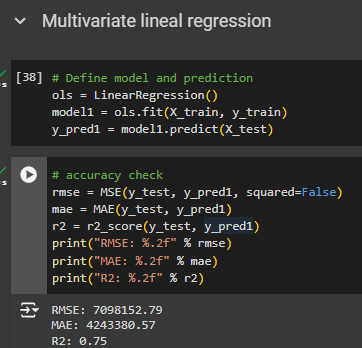 Multivariate lineal regression
[38] # Define model and prediction
ols = LinearRegression()
model1 = ols.fit(X_train, y_train)
y_pred1 = model1.predict(X_test)
# accuracy check
rmse = MSE(y_test, y_pred1, squared=False)
mae = MAE(y_test, y_pred1)
r2 = r2_score(y_test, y_pred1)
print("RMSE: %.2f" % rmse)
print("MAE: %.2f" % mae)
print("R2: %.2f" % r2)
RMSE: 7098152.79
MAE: 4243380.57
R2: 0.75